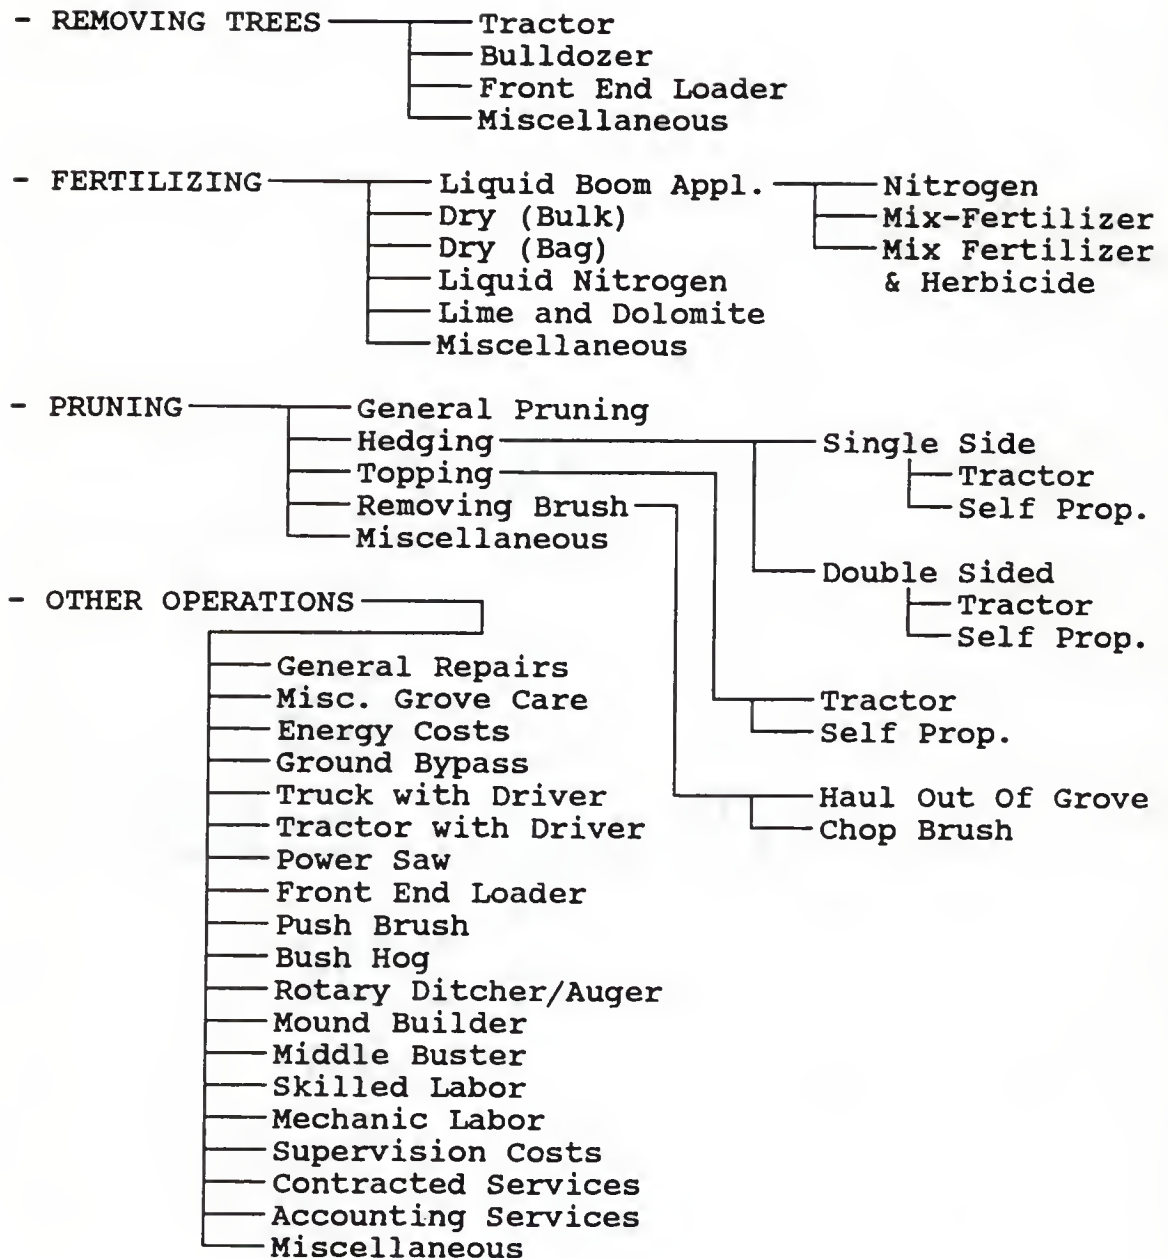 - REMOVING TREES
Tractor
Bulldozer
Front End Loader
Miscellaneous
- FERTILIZING
Liquid Boom Appl.
Dry (Bulk)
Dry (Bag)
Liquid Nitrogen
Lime and Dolomite
Miscellaneous
Nitrogen
Mix-Fertilizer
Mix Fertilizer
& Herbicide
- PRUNING
General Pruning
Hedging
Topping
Removing Brush
Miscellaneous
Single Side
Tractor
Self Prop.
Double Sided
Tractor
Self Prop.
Tractor
Self Prop.
Haul Out Of Grove
Chop Brush
- OTHER OPERATIONS
General Repairs
Misc. Grove Care
Energy Costs
Ground Bypass
Truck with Driver
Tractor with Driver
Power Saw
Front End Loader
Push Brush
Bush Hog
Rotary Ditcher/Auger
Mound Builder
Middle Buster
Skilled Labor
Mechanic Labor
Supervision Costs
Contracted Services
Accounting Services
Miscellaneous